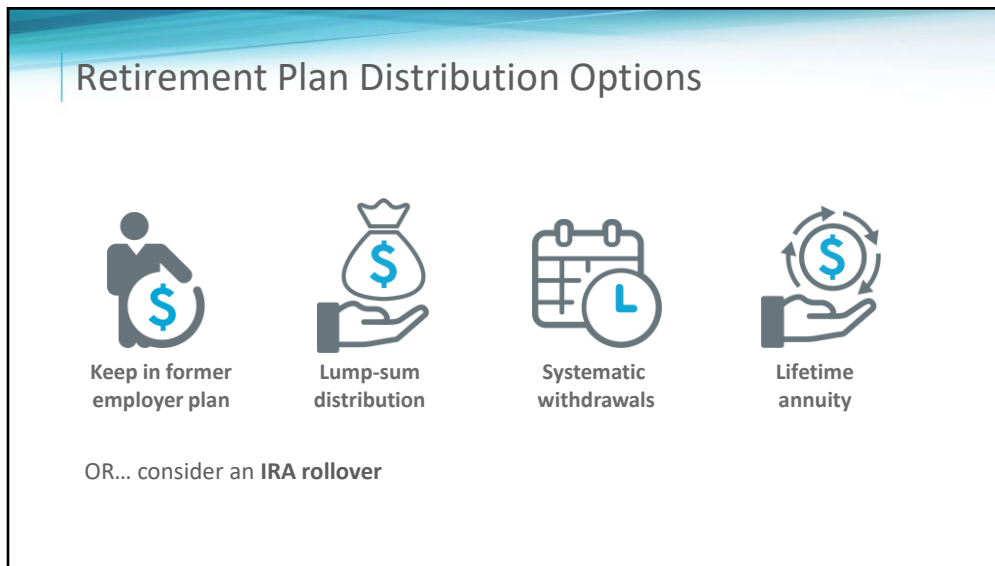 Retirement Plan Distribution Options
$
$
$
Keep in former
employer plan
Lump-sum
distribution
Systematic
withdrawals
Lifetime
annuity
OR… consider an IRA rollover